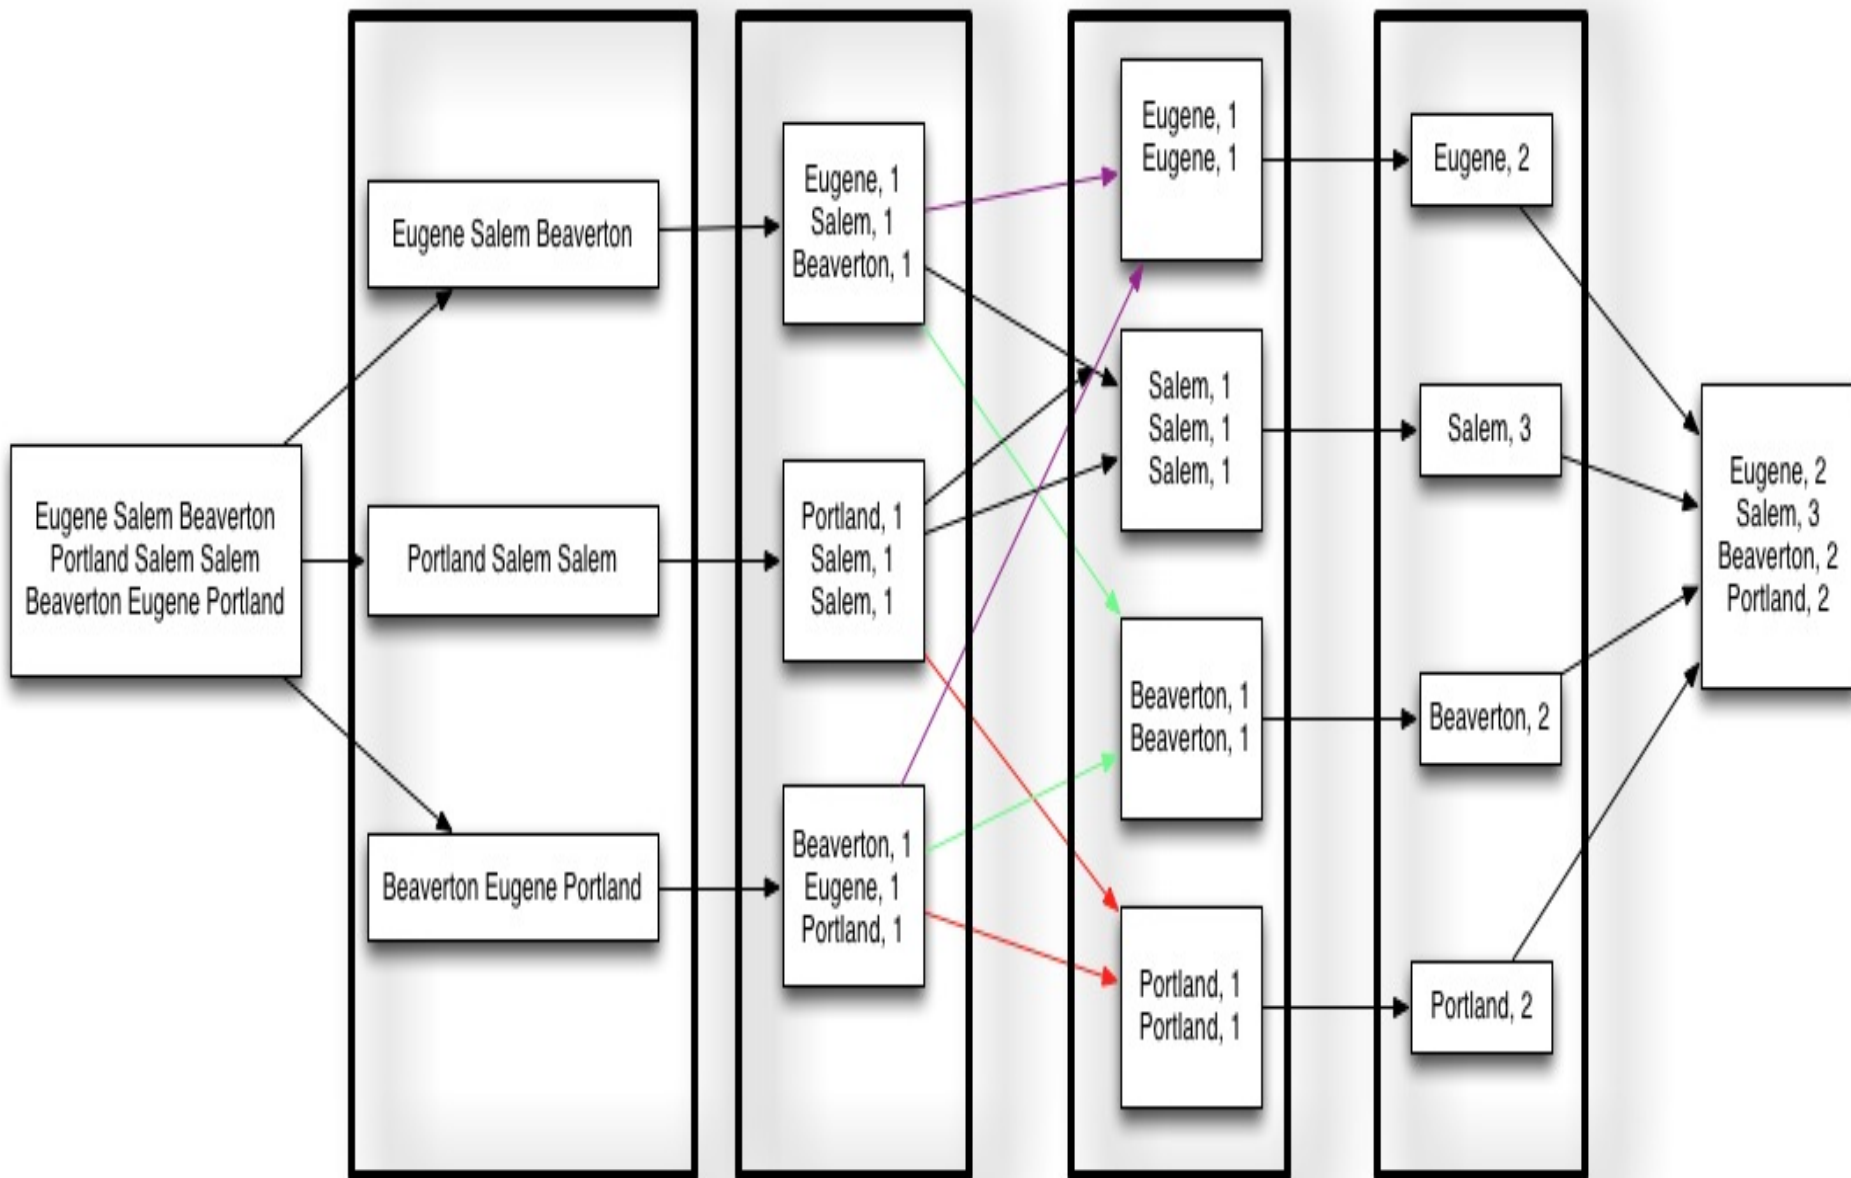 Eugene Salem Beaverton
Portland Salem Salem
Beaverton Eugene Portland
Eugene Salem Beaverton
Portland Salem Salem
Beaverton Eugene Portland
Eugene, 1
Salem, 1
Beaverton, 1
Portland, 1
Salem, 1
Salem, 1
Beaverton, 1
Eugene, 1
Portland, 1
Eugene, 1
Eugene, 1
Salem, 1
Salem, 1
Salem, 1
Beaverton, 1
Beaverton, 1
Portland, 1
Portland, 1
Eugene, 2
Salem, 3
Beaverton, 2
Portland, 2
Eugene, 2
Salem, 3
Beaverton, 2
Portland, 2